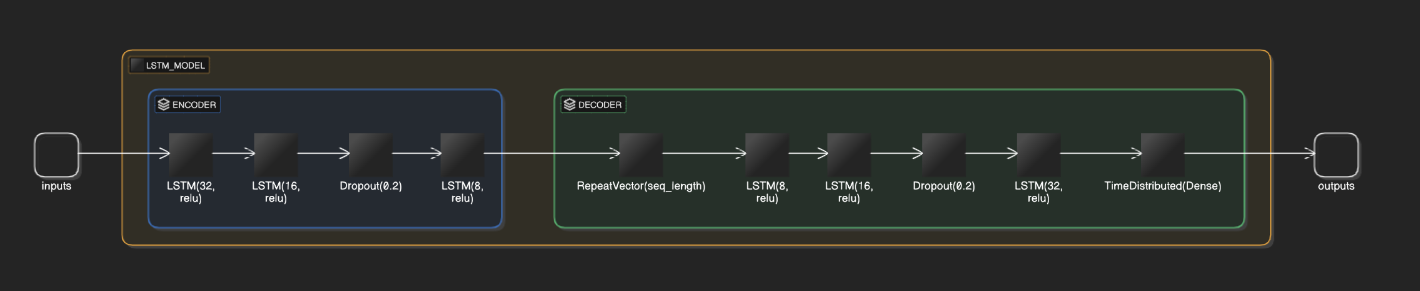 LSTM_MODEL
ENCODER
DECODER
inputs
LSTM(32,
relu)
LSTM(16,
relu)
Dropout(0.2)
LSTM(8,
relu)
RepeatVector(seq_length)
LSTM(8,
relu)
LSTM(16,
relu)
Dropout(0.2)
LSTM(32,
relu)
TimeDistributed(Dense)
outputs